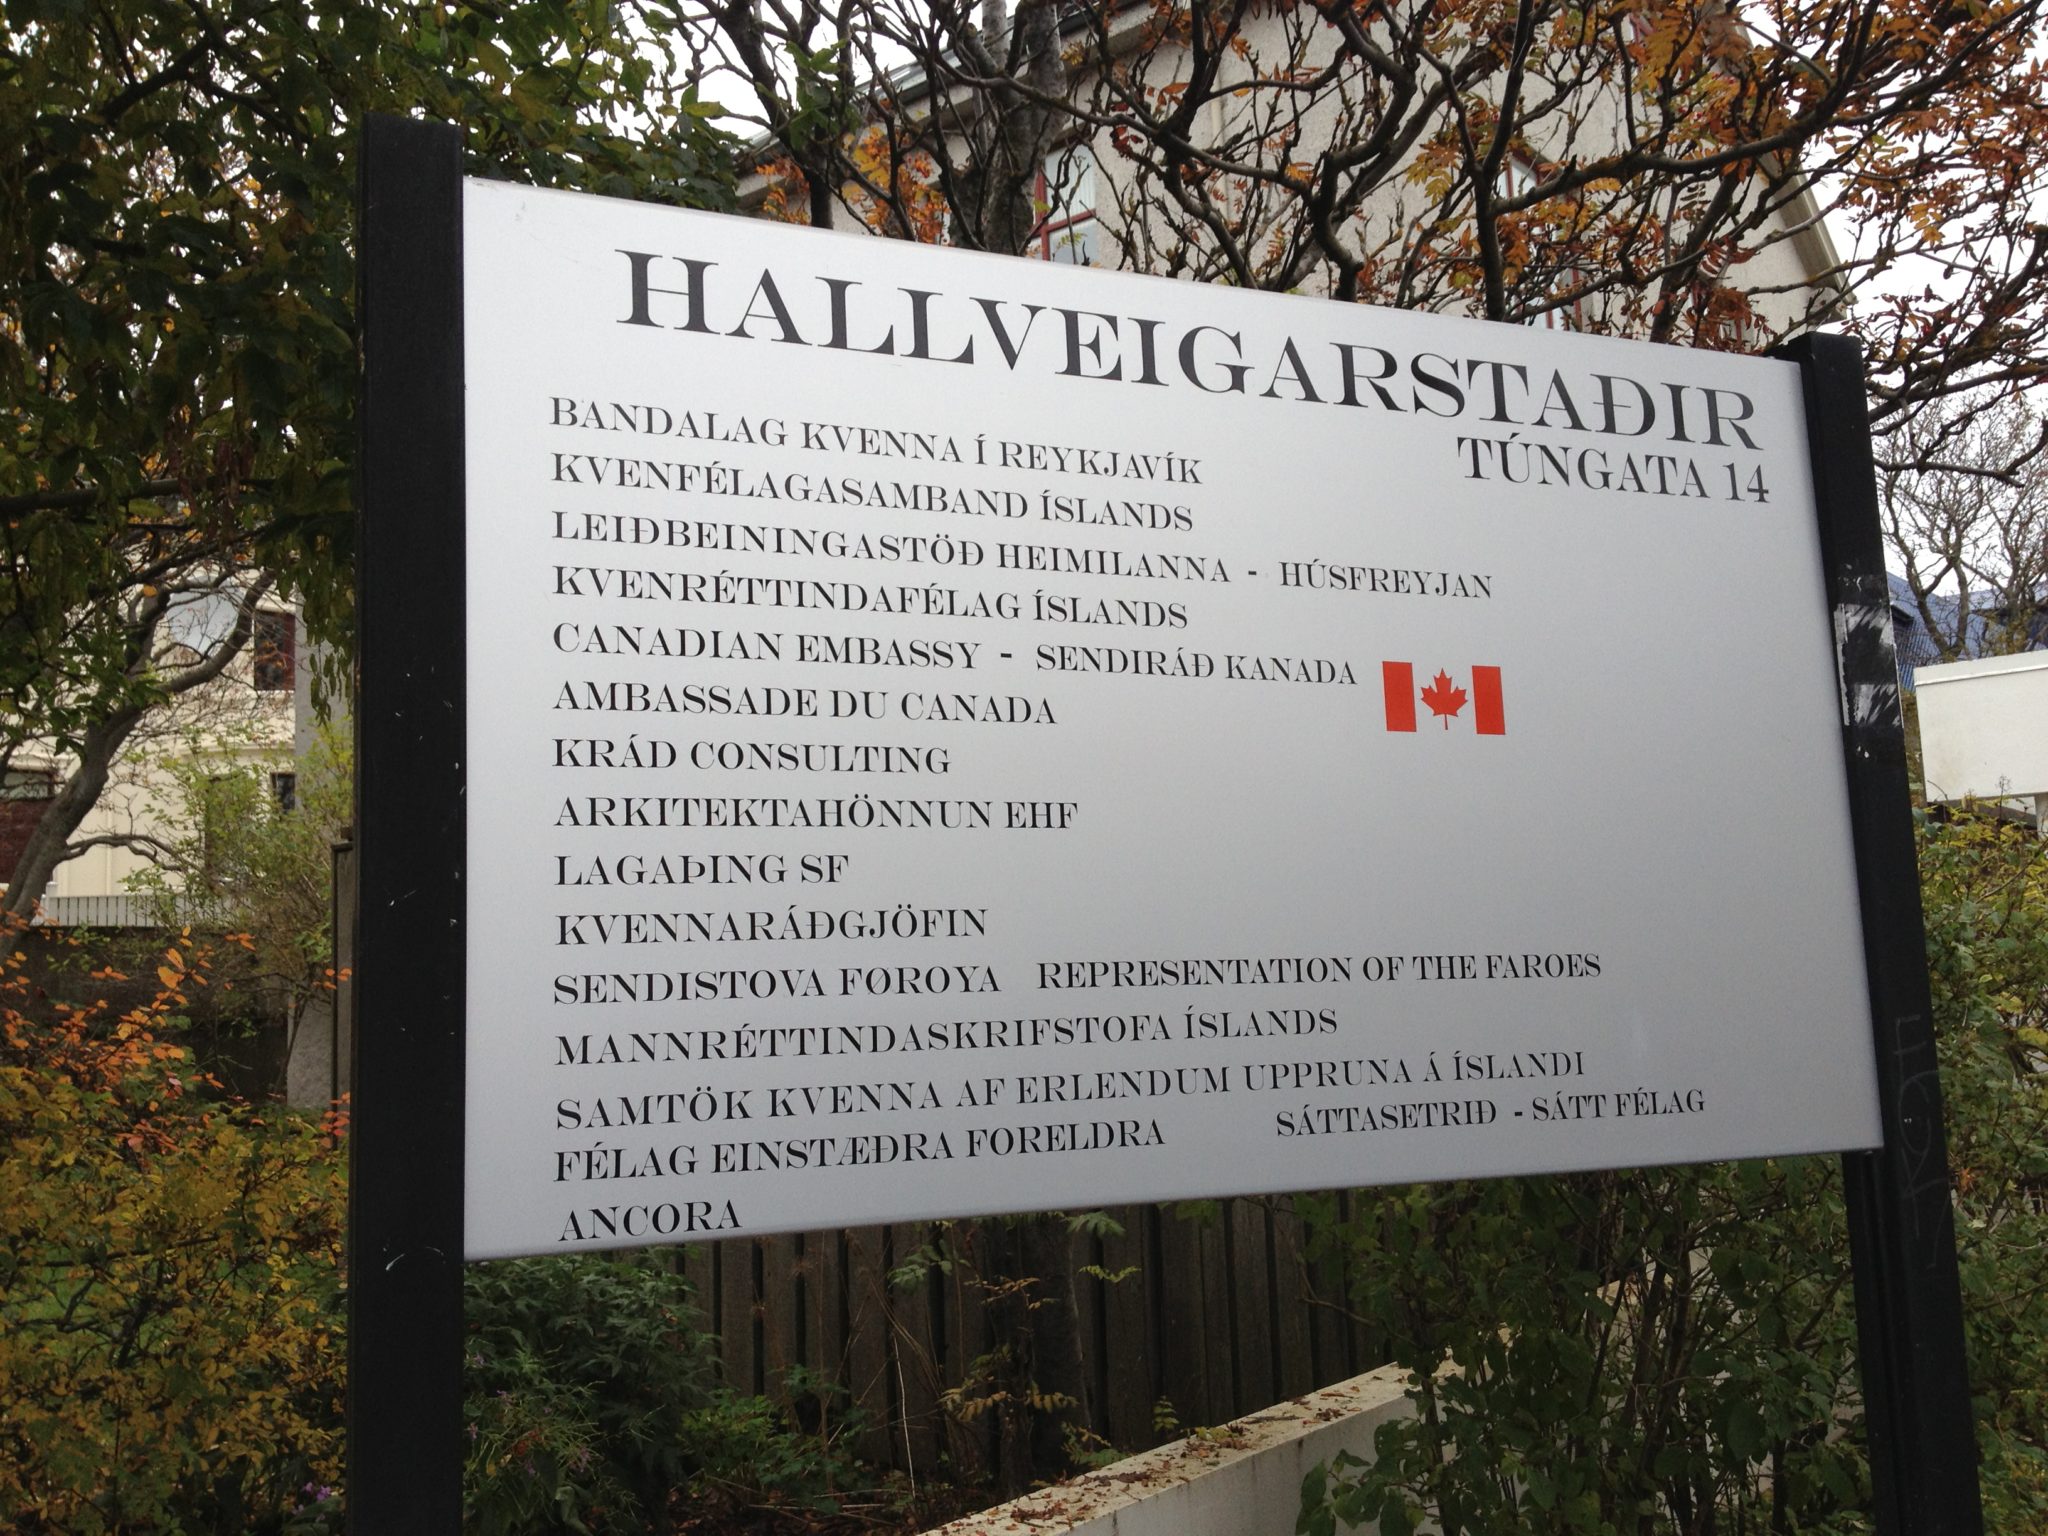 HALLVEIGARSTAÐIR
TÚNGATA 14
BANDALAG KVENNA Í REYKJAVÍK
KVENFÉLAGASAMBAND ÍSLANDS
LEIÐBEININGASTÖÐ HEIMILANNA - HÚSFREYJAN
KVENRÉTTINDAFÉLAG ÍSLANDS
CANADIAN EMBASSY - SENDIRÁÐ KANADA
AMBASSADE DU CANADA
KRÁD CONSULTING
ARKITEKTAHÖNNUN EHF
LAGAÞING SF
KVENNARÁÐGJÖFIN
SENDISTOVA FØROYA REPRESENTATION OF THE FAROES
MANNRÉTTINDASKRIFSTOFA ÍSLANDS
SAMTÖK KVENNA AF ERLENDUM UPPRUNA Á ÍSLANDI
FÉLAG EINSTÆÐRA FORELDRA SÁTTASETRIÐ - SÁTT FÉLAG
ANCORA